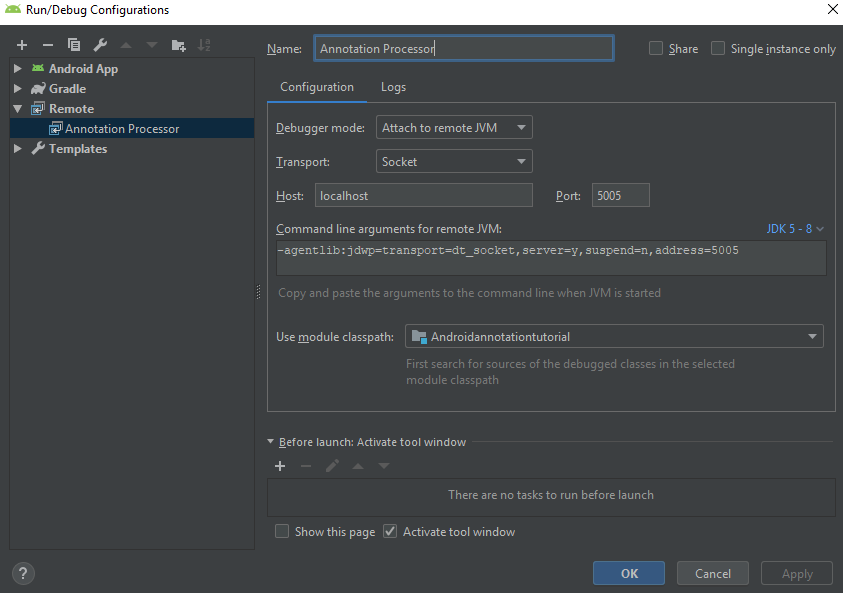 Run/Debug Configurations
Name: Annotation Processor Share Single instance only
Android App
Gradle
Remote
Annotation Processor
Templates
Configuration Logs
Debugger mode: Attach to remote JVM
Transport: Socket
Host: localhost Port: 5005
Command line arguments for remote JVM: JDK 5 - 8
-agentlib:jdwp=transport=dt_socket,server=y,suspend=n,address=5005
Copy and paste the arguments to the command line when JVM is started
Use module classpath: Androidannotationtutorial
First search for sources of the debugged classes in the selected
module classpath
Before launch: Activate tool window
There are no tasks to run before launch
Show this page Activate tool window
? OK Cancel Apply